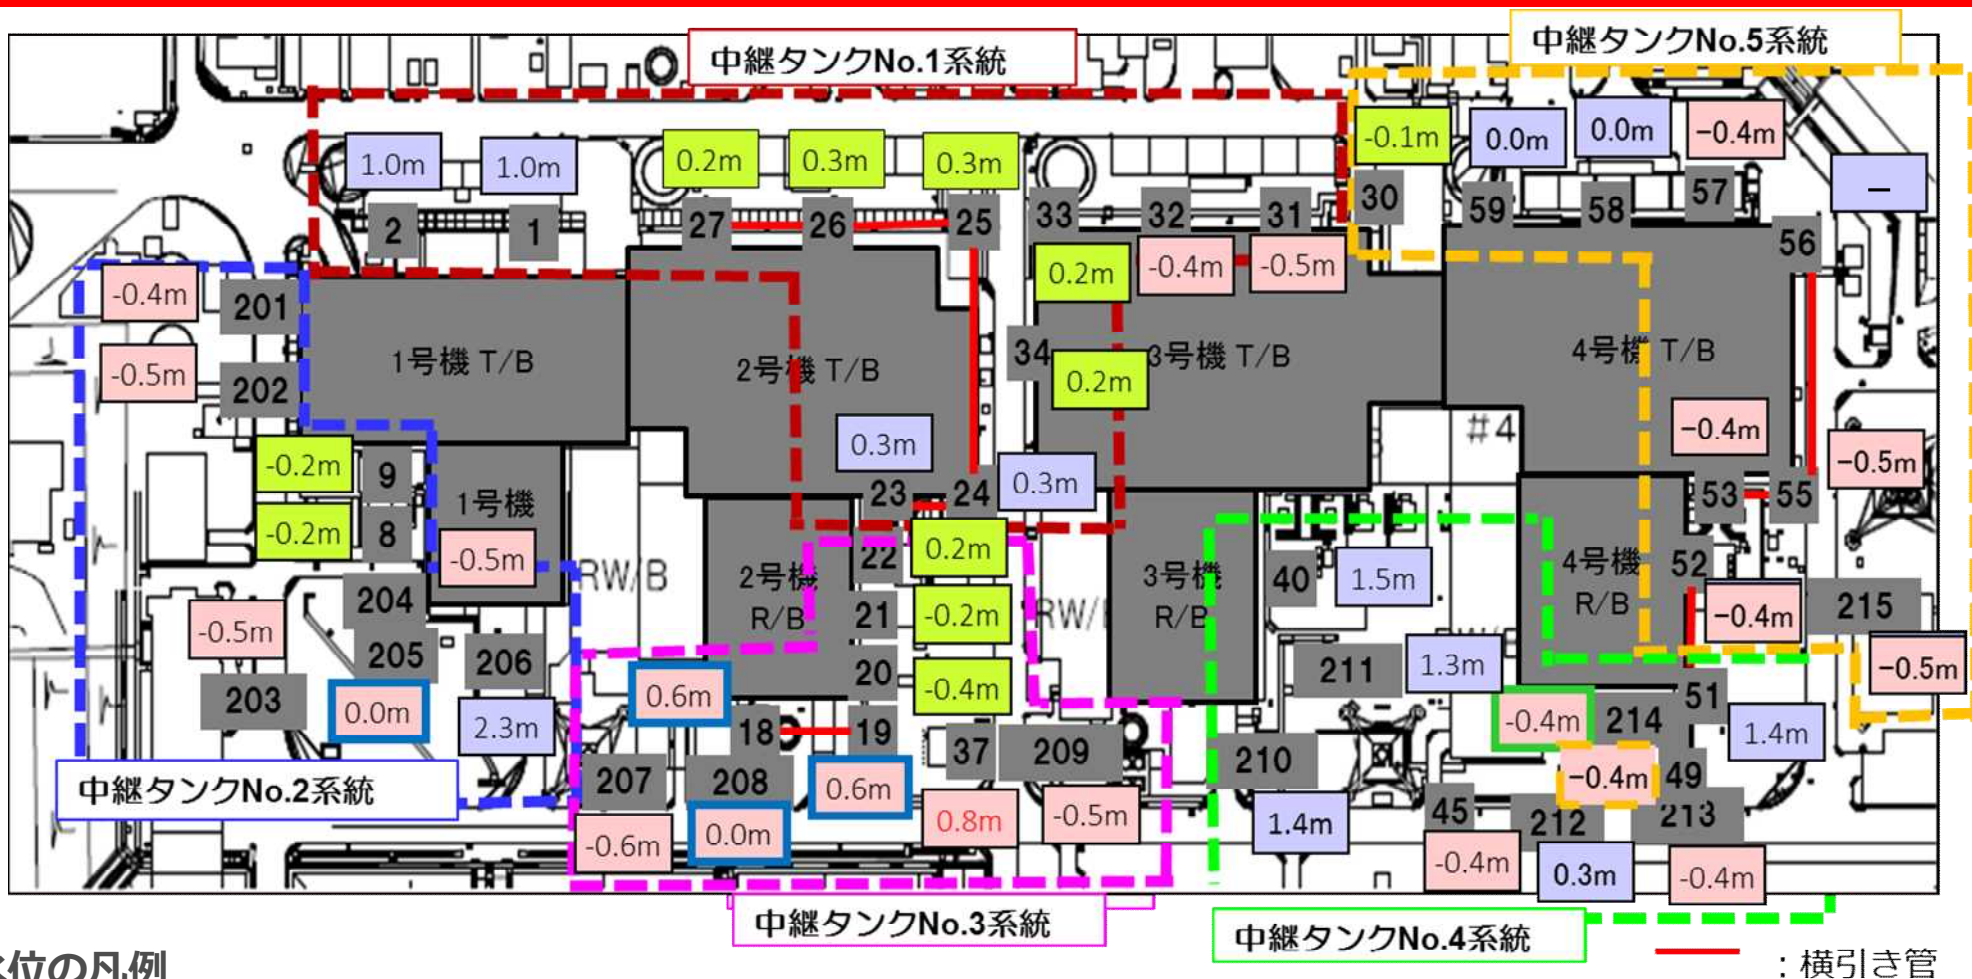 中継タンクNo.5系統
中継タンクNo.1系統
-0.1m
0.0m
0.0m
−0.4m
1.0m
1.0m
0.2m
0.3m
0.3m
–
2
1
27
26
25
33
32
31
30
59
58
57
56
-0.4m
201
0.2m
-0.4m
-0.5m
-0.5m
202
1号機 T/B
2号機 T/B
34
3号機 T/B
0.2m
4号機 T/B
#4
−0.4m
0.3m
0.3m
−0.5m
-0.2m
9
1号機
23
24
53
55
-0.2m
8
-0.5m
RW/B
2号機
R/B
22
0.2m
3号機
R/B
40
1.5m
4号機
R/B
52
204
21
-0.2m
RW/
−0.4m
215
-0.5m
205
206
20
-0.4m
211
1.3m
−0.5m
203
0.0m
2.3m
0.6m
18
19
37
209
210
-0.4m
214
51
1.4m
中継タンクNo.2系統
207
208
0.6m
−0.4m
49
-0.6m
0.0m
0.8m
-0.5m
1.4m
45
212
213
-0.4m
0.3m
-0.4m
中継タンクNo.3系統
中継タンクNo.4系統
位の凡例
：横引き管